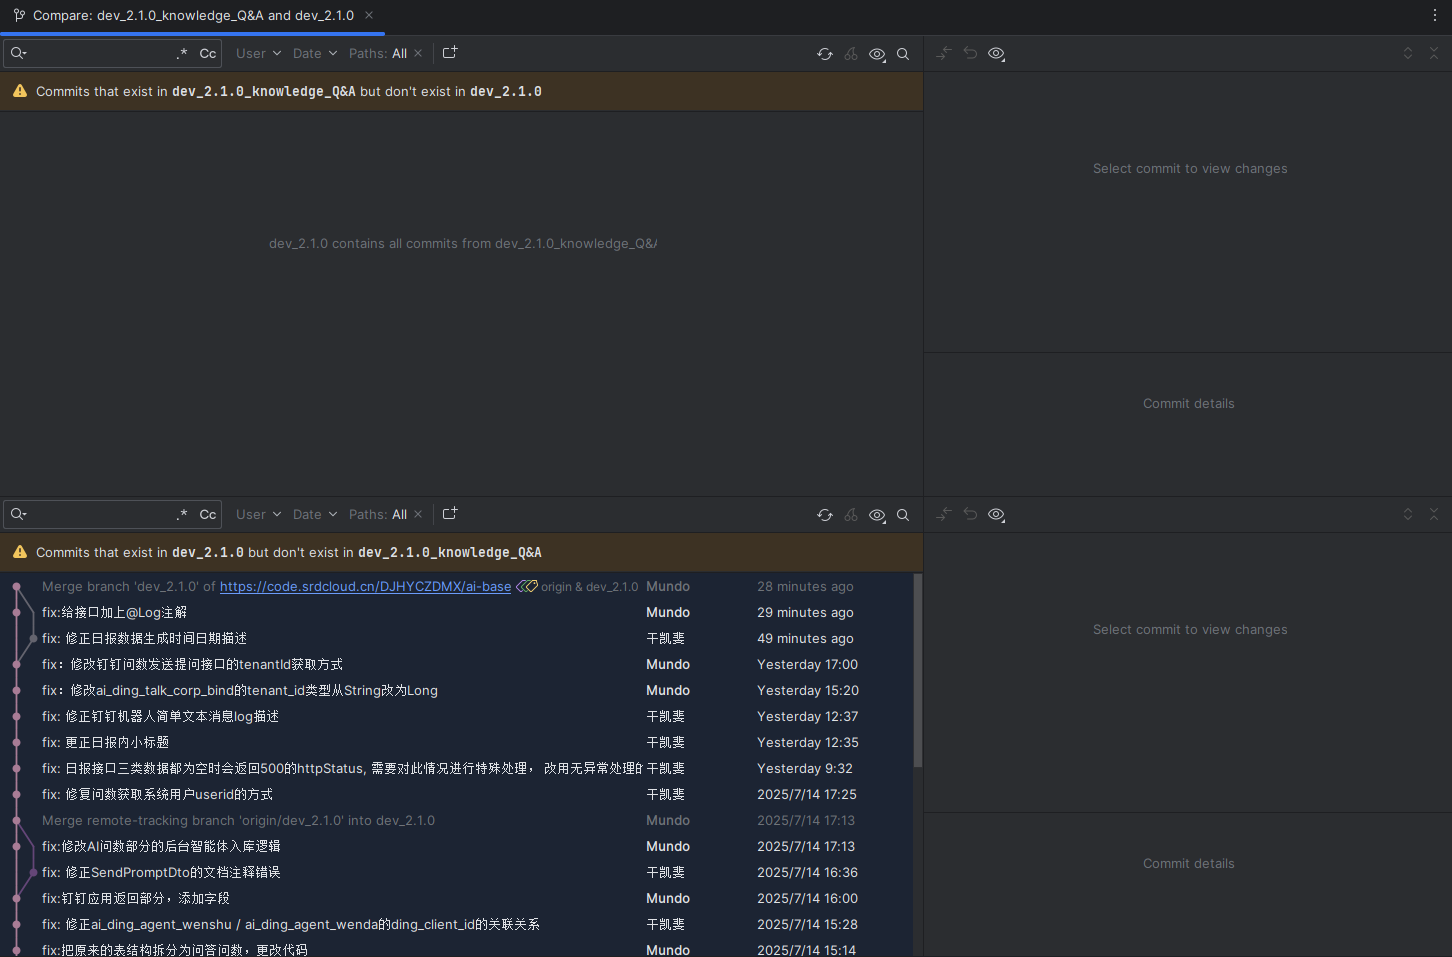 Compare: dev_2.1.0_knowledge_Q&A and dev_2.1.0
.* Cc User Date Paths: All
Commits that exist in dev_2.1.0_knowledge_Q&A but don't exist in dev_2.1.0
Select commit to view changes
dev_2.1.0 contains all commits from dev_2.1.0_knowledge_Q&A
Commit details
.* Cc User Date Paths: All
Commits that exist in dev_2.1.0 but don't exist in dev_2.1.0_knowledge_Q&A
Merge branch 'dev_2.1.0' of https://code.srdcloud.cn/DJHYCZDMX/ai-base origin & dev_2.1.0 Mundo 28 minutes ago
fix:给接口加上@Log注解 Mundo 29 minutes ago
fix: 修正日报数据生成时间日期描述 干凯斐 49 minutes ago
fix：修改钉钉问数发送提问接口的tenantId获取方式 Mundo Yesterday 17:00
fix：修改ai_ding_talk_corp_bind的tenant_id类型从String改为Long Mundo Yesterday 15:20
fix: 修正钉钉机器人简单文本消息log描述 干凯斐 Yesterday 12:37
fix: 更正日报内小标题 干凯斐 Yesterday 12:35
fix: 日报接口三类数据都为空时会返回500的httpStatus, 需要对此情况进行特殊处理， 改用无异常处理的 干凯斐 Yesterday 9:32
fix: 修复问数获取系统用户userid的方式 干凯斐 2025/7/14 17:25
Merge remote-tracking branch 'origin/dev_2.1.0' into dev_2.1.0 Mundo 2025/7/14 17:13
fix:修改AI问数部分的后台智能体入库逻辑 Mundo 2025/7/14 17:13
fix: 修正SendPromptDto的文档注释错误 干凯斐 2025/7/14 16:36
fix:钉钉应用返回部分，添加字段 Mundo 2025/7/14 16:00
fix: 修正ai_ding_agent_wenshu / ai_ding_agent_wenda的ding_client_id的关联关系 干凯斐 2025/7/14 15:28
fix:把原来的表结构拆分为问答问数，更改代码 Mundo 2025/7/14 15:14
Select commit to view changes
Commit details